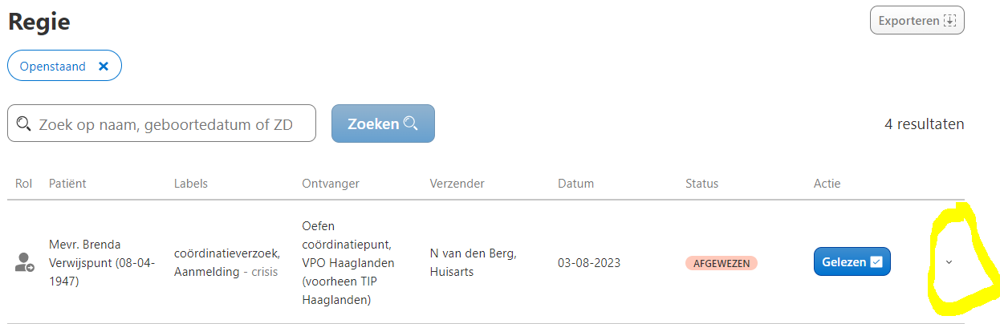 Regie
Exporteren
Openstaand
Zoek op naam, geboortedatum of ZD
Zoeken
4 resultaten
Rol Patiënt Labels Ontvanger Verzender Datum Status Actie
Mevr. Brenda
Verwijspunt (08-04-
1947)
coördinatieverzoek,
Aanmelding - crisis
Oefen
coördinatiepunt,
VPO Haaglanden
(voorheen TIP
Haaglanden)
N van den Berg,
Huisarts
03-08-2023
AFGEWEZEN
Gelezen